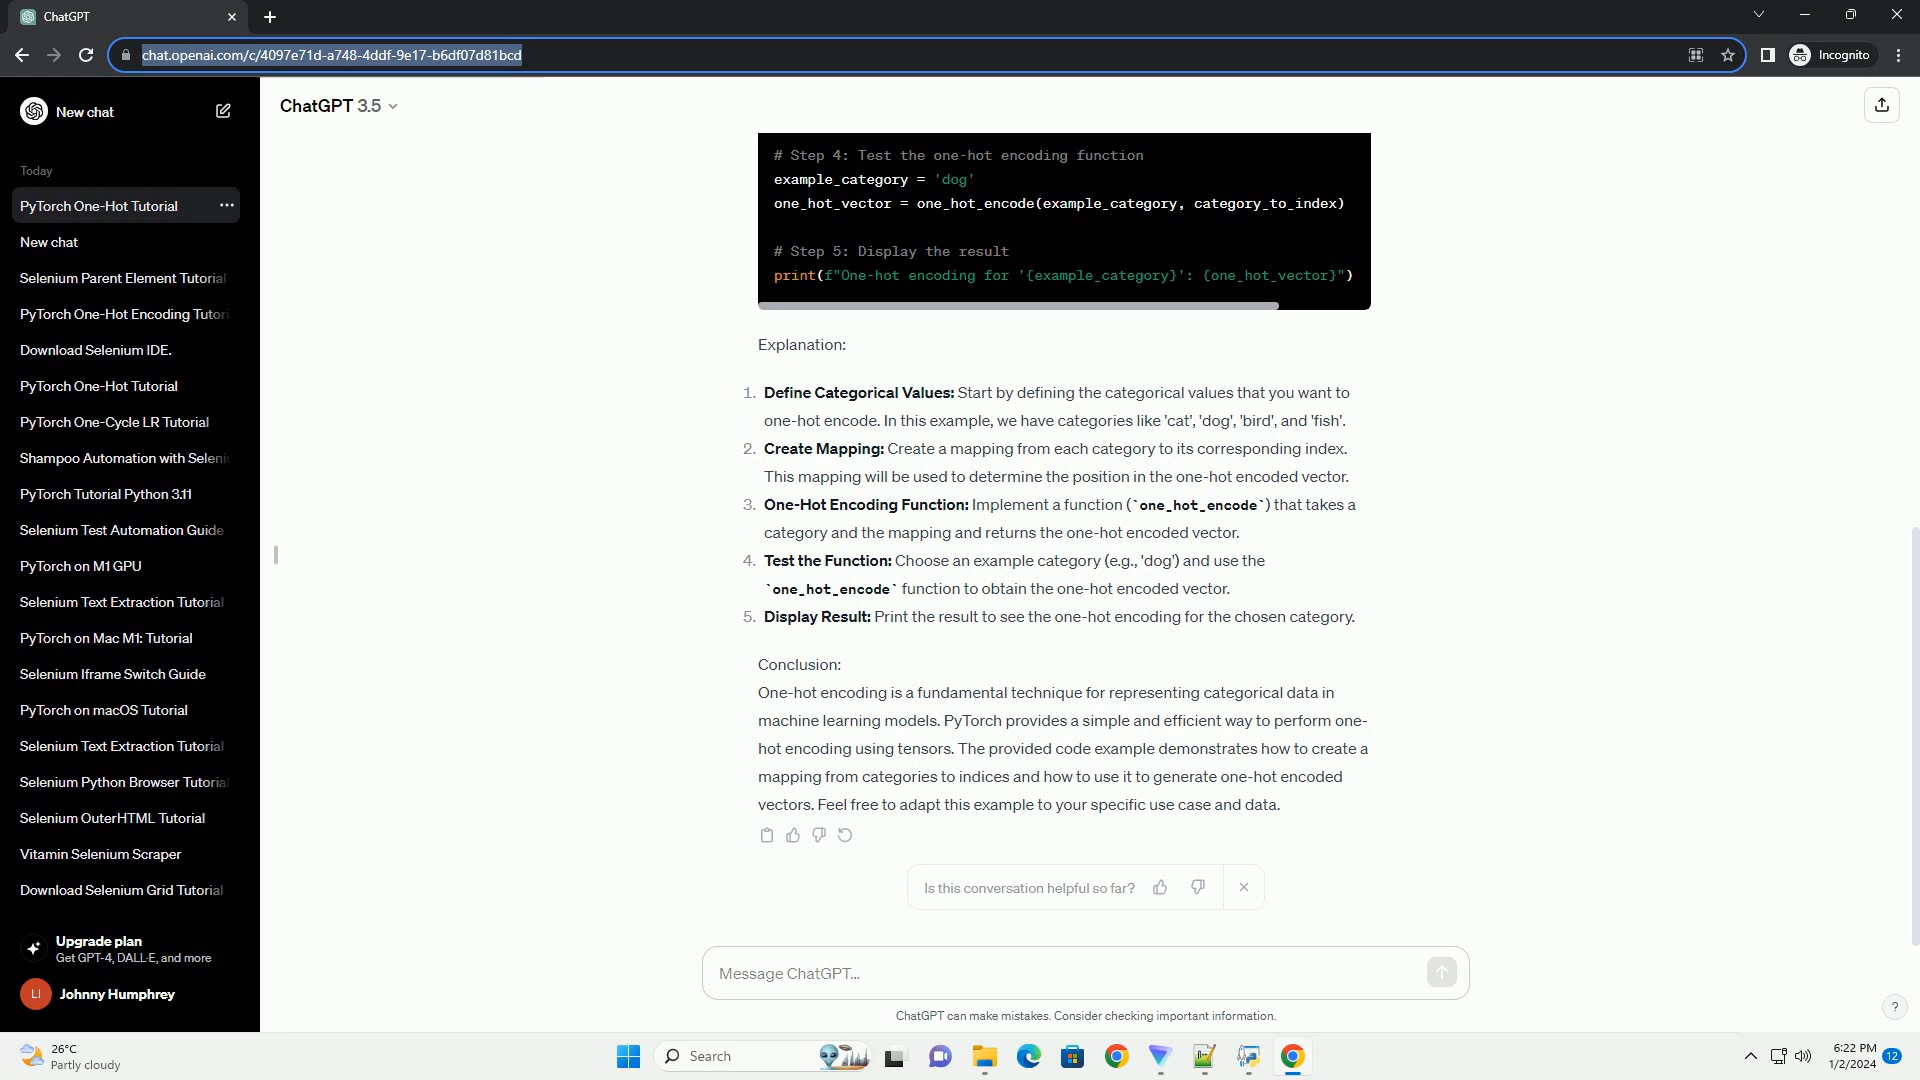 ChatGPT
chat.openai.com/c/4097e71d-a748-4ddf-9e17-b6df07d81bcd
Incognito
New chat
Today
PyTorch One-Hot Tutorial
New chat
Selenium Parent Element Tutorial
PyTorch One-Hot Encoding Tutori
Download Selenium IDE.
PyTorch One-Hot Tutorial
PyTorch One-Cycle LR Tutorial
Shampoo Automation with Seleniu
PyTorch Tutorial Python 3.11
Selenium Test Automation Guide
PyTorch on M1 GPU
Selenium Text Extraction Tutorial
PyTorch on Mac M1: Tutorial
Selenium Iframe Switch Guide
PyTorch on macOS Tutorial
Selenium Text Extraction Tutorial
Selenium Python Browser Tutorial
Selenium OuterHTML Tutorial
Vitamin Selenium Scraper
Download Selenium Grid Tutorial
Upgrade plan
Get GPT-4, DALL·E, and more
LI
Johnny Humphrey
ChatGPT 3.5
# Step 4: Test the one-hot encoding function
example_category = 'dog'
one_hot_vector = one_hot_encode(example_category, category_to_index)
# Step 5: Display the result
print(f"One-hot encoding for '{example_category}': {one_hot_vector}")
Explanation:
1. Define Categorical Values: Start by defining the categorical values that you want to
one-hot encode. In this example, we have categories like 'cat', 'dog', 'bird', and 'fish'.
2. Create Mapping: Create a mapping from each category to its corresponding index.
This mapping will be used to determine the position in the one-hot encoded vector.
3. One-Hot Encoding Function: Implement a function (`one_hot_encode`) that takes a
category and the mapping and returns the one-hot encoded vector.
4. Test the Function: Choose an example category (e.g., 'dog') and use the
`one_hot_encode` function to obtain the one-hot encoded vector.
5. Display Result: Print the result to see the one-hot encoding for the chosen category.
Conclusion:
One-hot encoding is a fundamental technique for representing categorical data in
machine learning models. PyTorch provides a simple and efficient way to perform one-
hot encoding using tensors. The provided code example demonstrates how to create a
mapping from categories to indices and how to use it to generate one-hot encoded
vectors. Feel free to adapt this example to your specific use case and data.
Is this conversation helpful so far?
Message ChatGPT...
ChatGPT can make mistakes. Consider checking important information.
?
26°C
Partly cloudy
Search
6:22 PM
1/2/2024
12